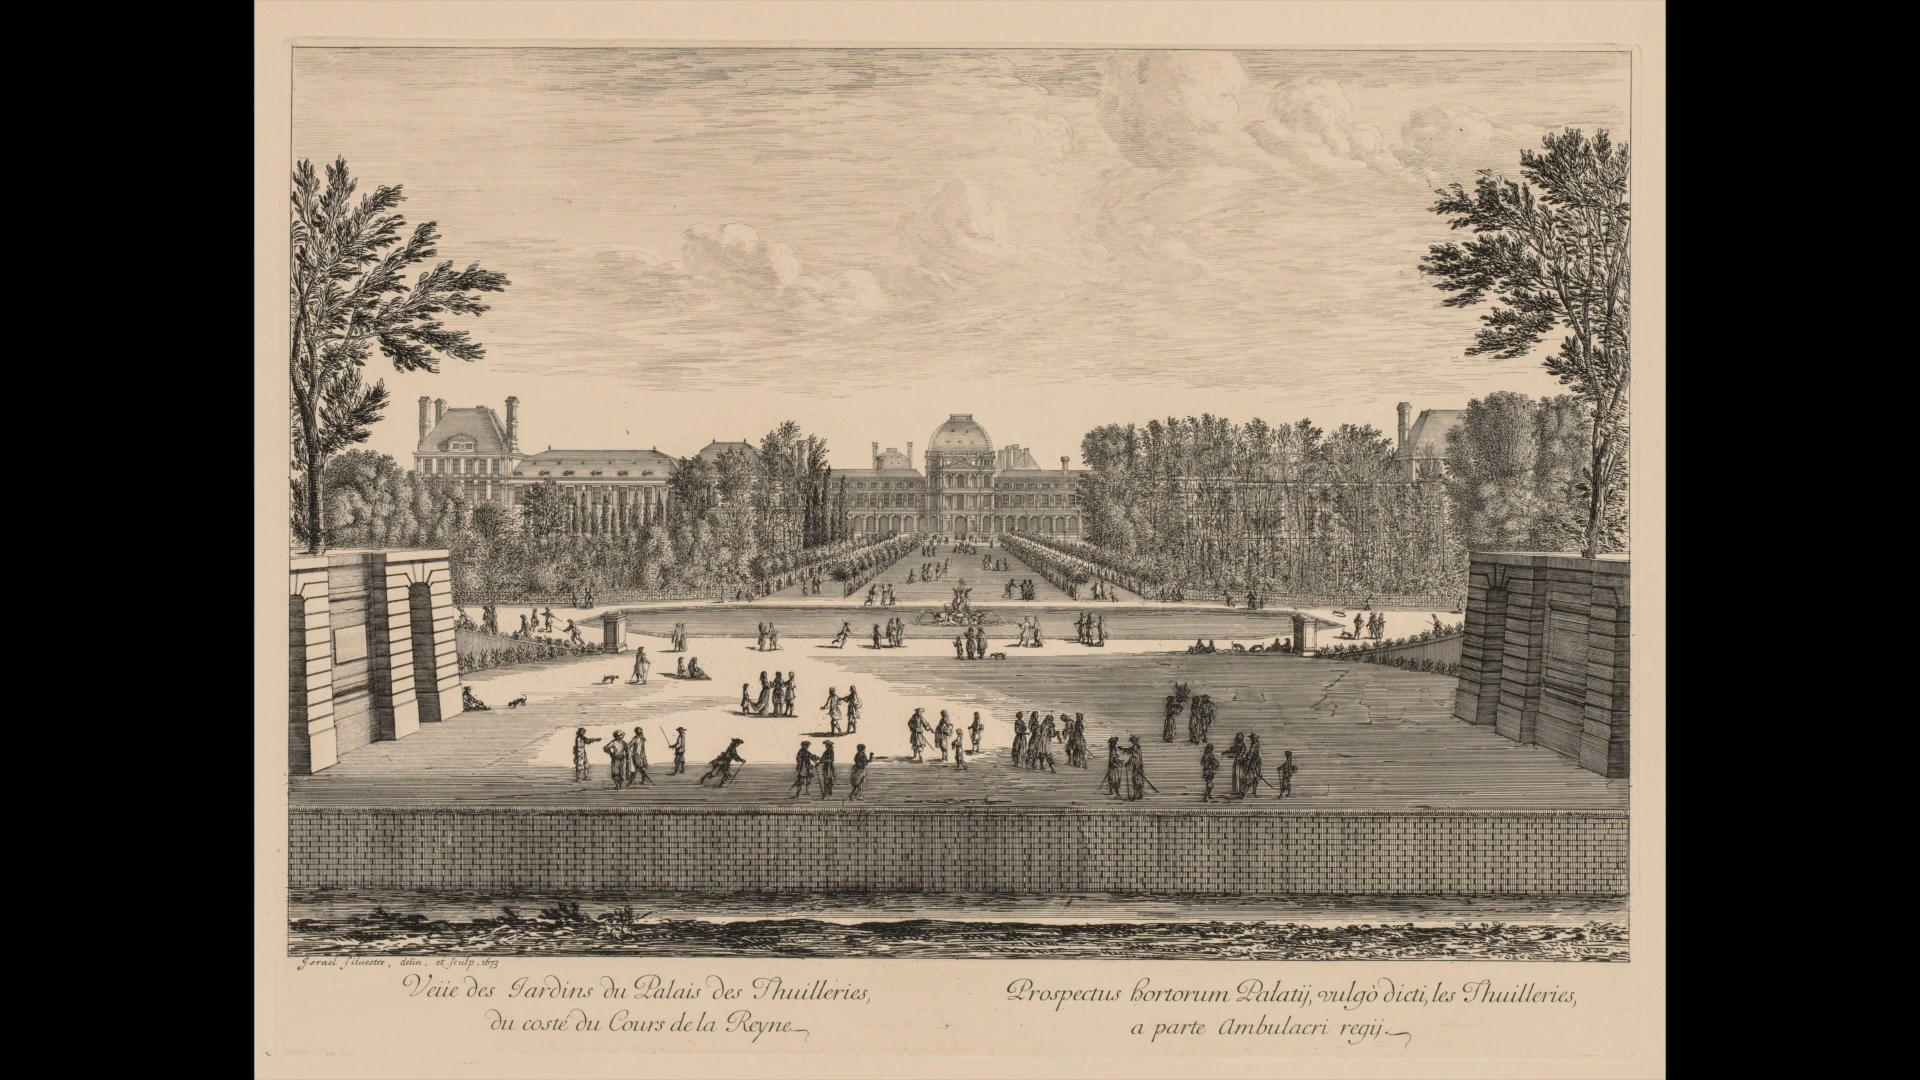 Israel Silvestre, delin, et sculp. 1673
Veüe des Jardins du Palais des Thuilleries,
du costé du Cours de la Reyne
Prospectus hortorum Palatij, vulgò dicti, les Thuilleries,
a parte Ambulacri regij.